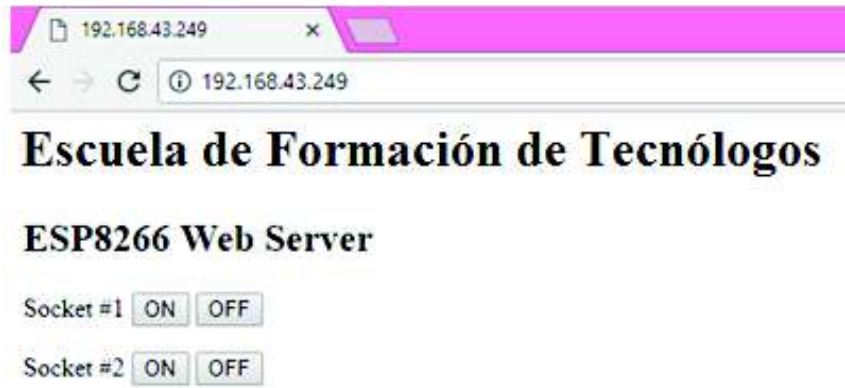 192.168.43.249
192.168.43.249
Escuela de Formación de Tecnólogos
ESP8266 Web Server
Socket #1 ON OFF
Socket #2 ON OFF